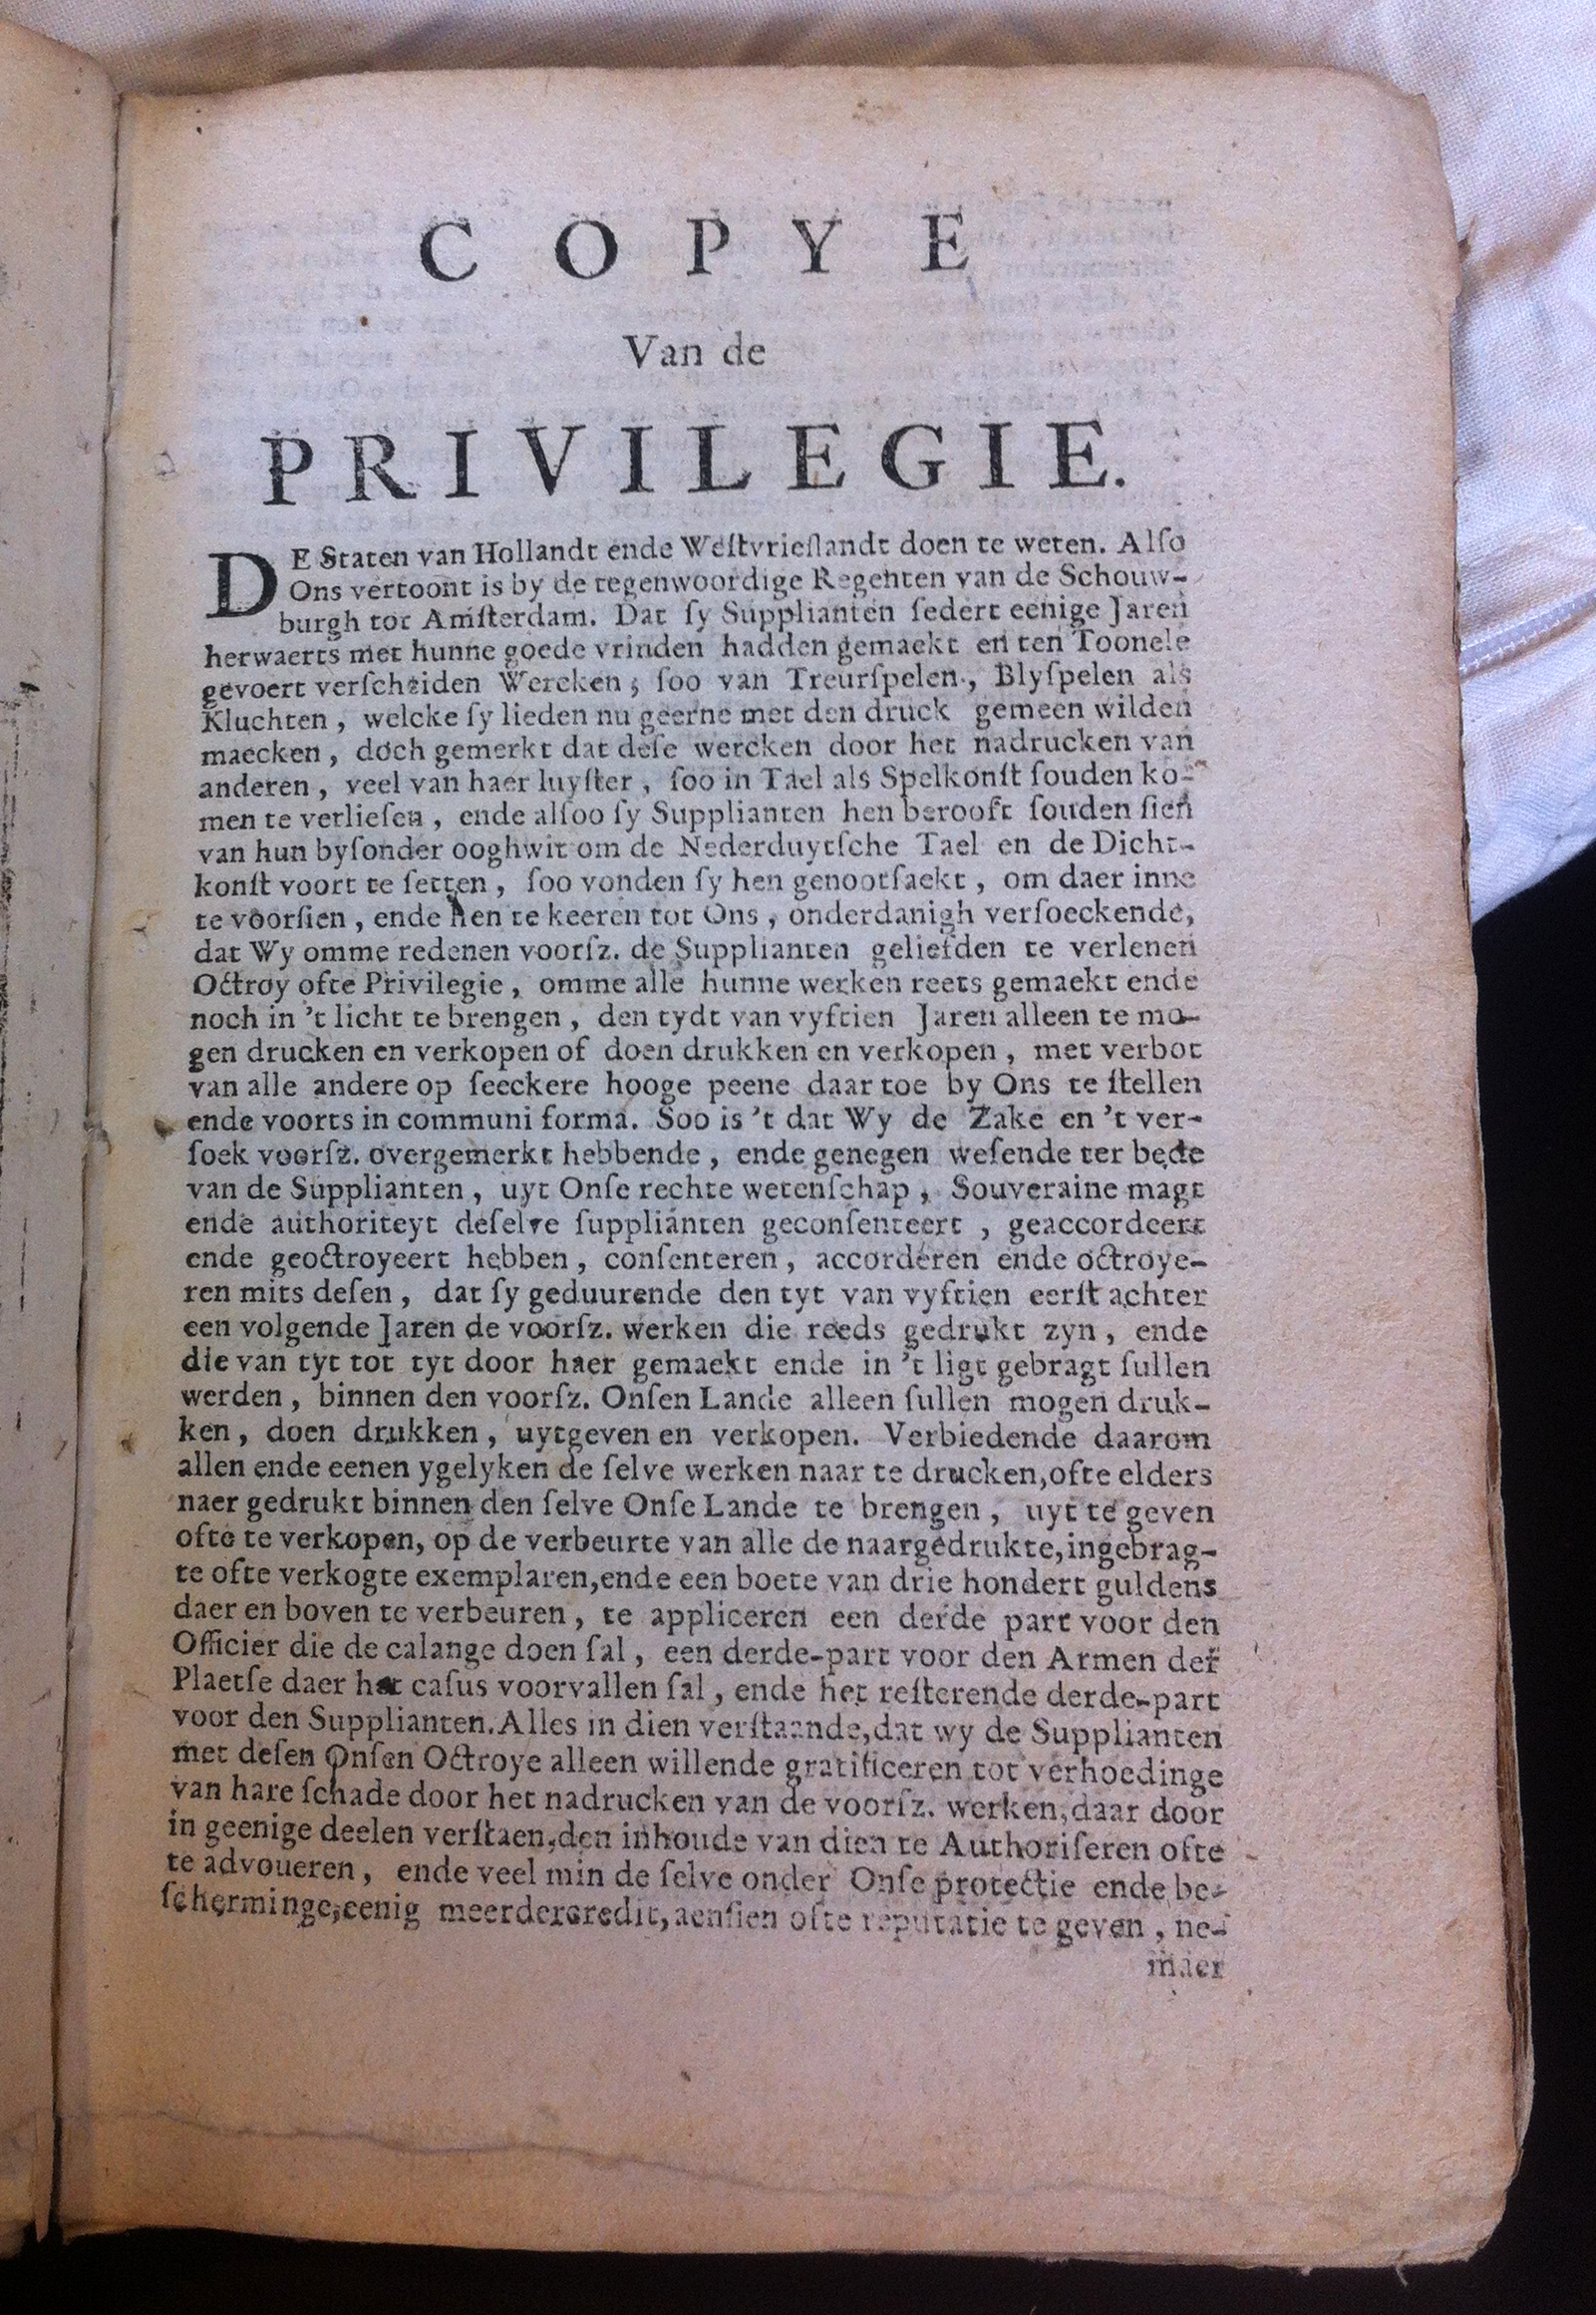 COPYE
Van de
PRIVILEGIE.
DE Staten van Hollandt ende Weſtvrieſlandt doen te weten. Alſo
Ons vertoont is by de tegenwoordige Regenten van de Schouw-
burgh tot Amſterdam. Dat ſy Supplianten ſedert eenige Jaren
herwaerts met hunne goede vrinden hadden gemaekt en ten Toonele
gevoert verſcheiden Wercken; ſoo van Treurſpelen, Blyſpelen als
Kluchten, welcke ſy lieden nu geerne met den druck gemeen wilden
maecken, doch gemerkt dat deſe wercken door het nadrucken van
anderen, veel van haer luyſter, ſoo in Tael als Spelkonſt ſouden ko-
men te verlieſen, ende alſoo ſy Supplianten hen berooft ſouden ſien
van hun byſonder ooghwit om de Nederduytſche Tael en de Dicht-
konſt voort te ſetten, ſoo vonden ſy hen genootſaekt, om daer inne
te voorſien, ende hen te keeren tot Ons, onderdanigh verſoeckende,
dat Wy omme redenen voorſz. de Supplianten geliefden te verlenen
Octroy ofte Privilegie, omme alle hunne werken reets gemaekt ende
noch in 't licht te brengen, den tydt van vyftien Jaren alleen te mo-
gen drucken en verkopen of doen drukken en verkopen, met verbot
van alle andere op ſeeckere hooge peene daar toe by Ons te ſtellen
ende voorts in communi forma. Soo is 't dat Wy de Zake en 't ver-
ſoek voorſz. overgemerkt hebbende, ende genegen weſende ter bede
van de Supplianten, uyt Onſe rechte wetenſchap, Souveraine magt
ende authoriteyt deſelve ſupplianten geconſenteert, geaccordeert
ende geoctroyeert hebben, conſenteren, accorderen ende octroye-
ren mits deſen, dat ſy geduurende den tyt van vyftien eerſt achter
een volgende Jaren de voorſz. werken die reeds gedrukt zyn, ende
die van tyt tot tyt door haer gemaekt ende in 't ligt gebragt ſullen
werden, binnen den voorſz. Onſen Lande alleen ſullen mogen druk-
ken, doen drukken, uytgeven en verkopen. Verbiedende daarom
allen ende eenen ygelyken de ſelve werken naar te drucken, ofte elders
naer gedrukt binnen den ſelve Onſe Lande te brengen, uyt te geven
ofte te verkopen, op de verbeurte van alle de naargedrukte, ingebrag-
te ofte verkogte exemplaren, ende een boete van drie hondert guldens
daer en boven te verbeuren, te appliceren een derde part voor den
Officier die de calange doen ſal, een derde-part voor den Armen der
Plaetſe daer het caſus voorvallen ſal, ende het reſterende derde-part
voor den Supplianten. Alles in dien verſtaande, dat wy de Supplianten
met deſen Onſen Octroye alleen willende gratificeren tot verhoedinge
van hare ſchade door het nadrucken van de voorſz. werken, daar door
in geenige deelen verſtaen, den inhoude van dien te Authoriſeren ofte
te advoueren, ende veel min de ſelve onder Onſe protectie ende be-
ſcherminge, eenig meerder credit, aenſien ofte reputatie te geven, ne-
maer